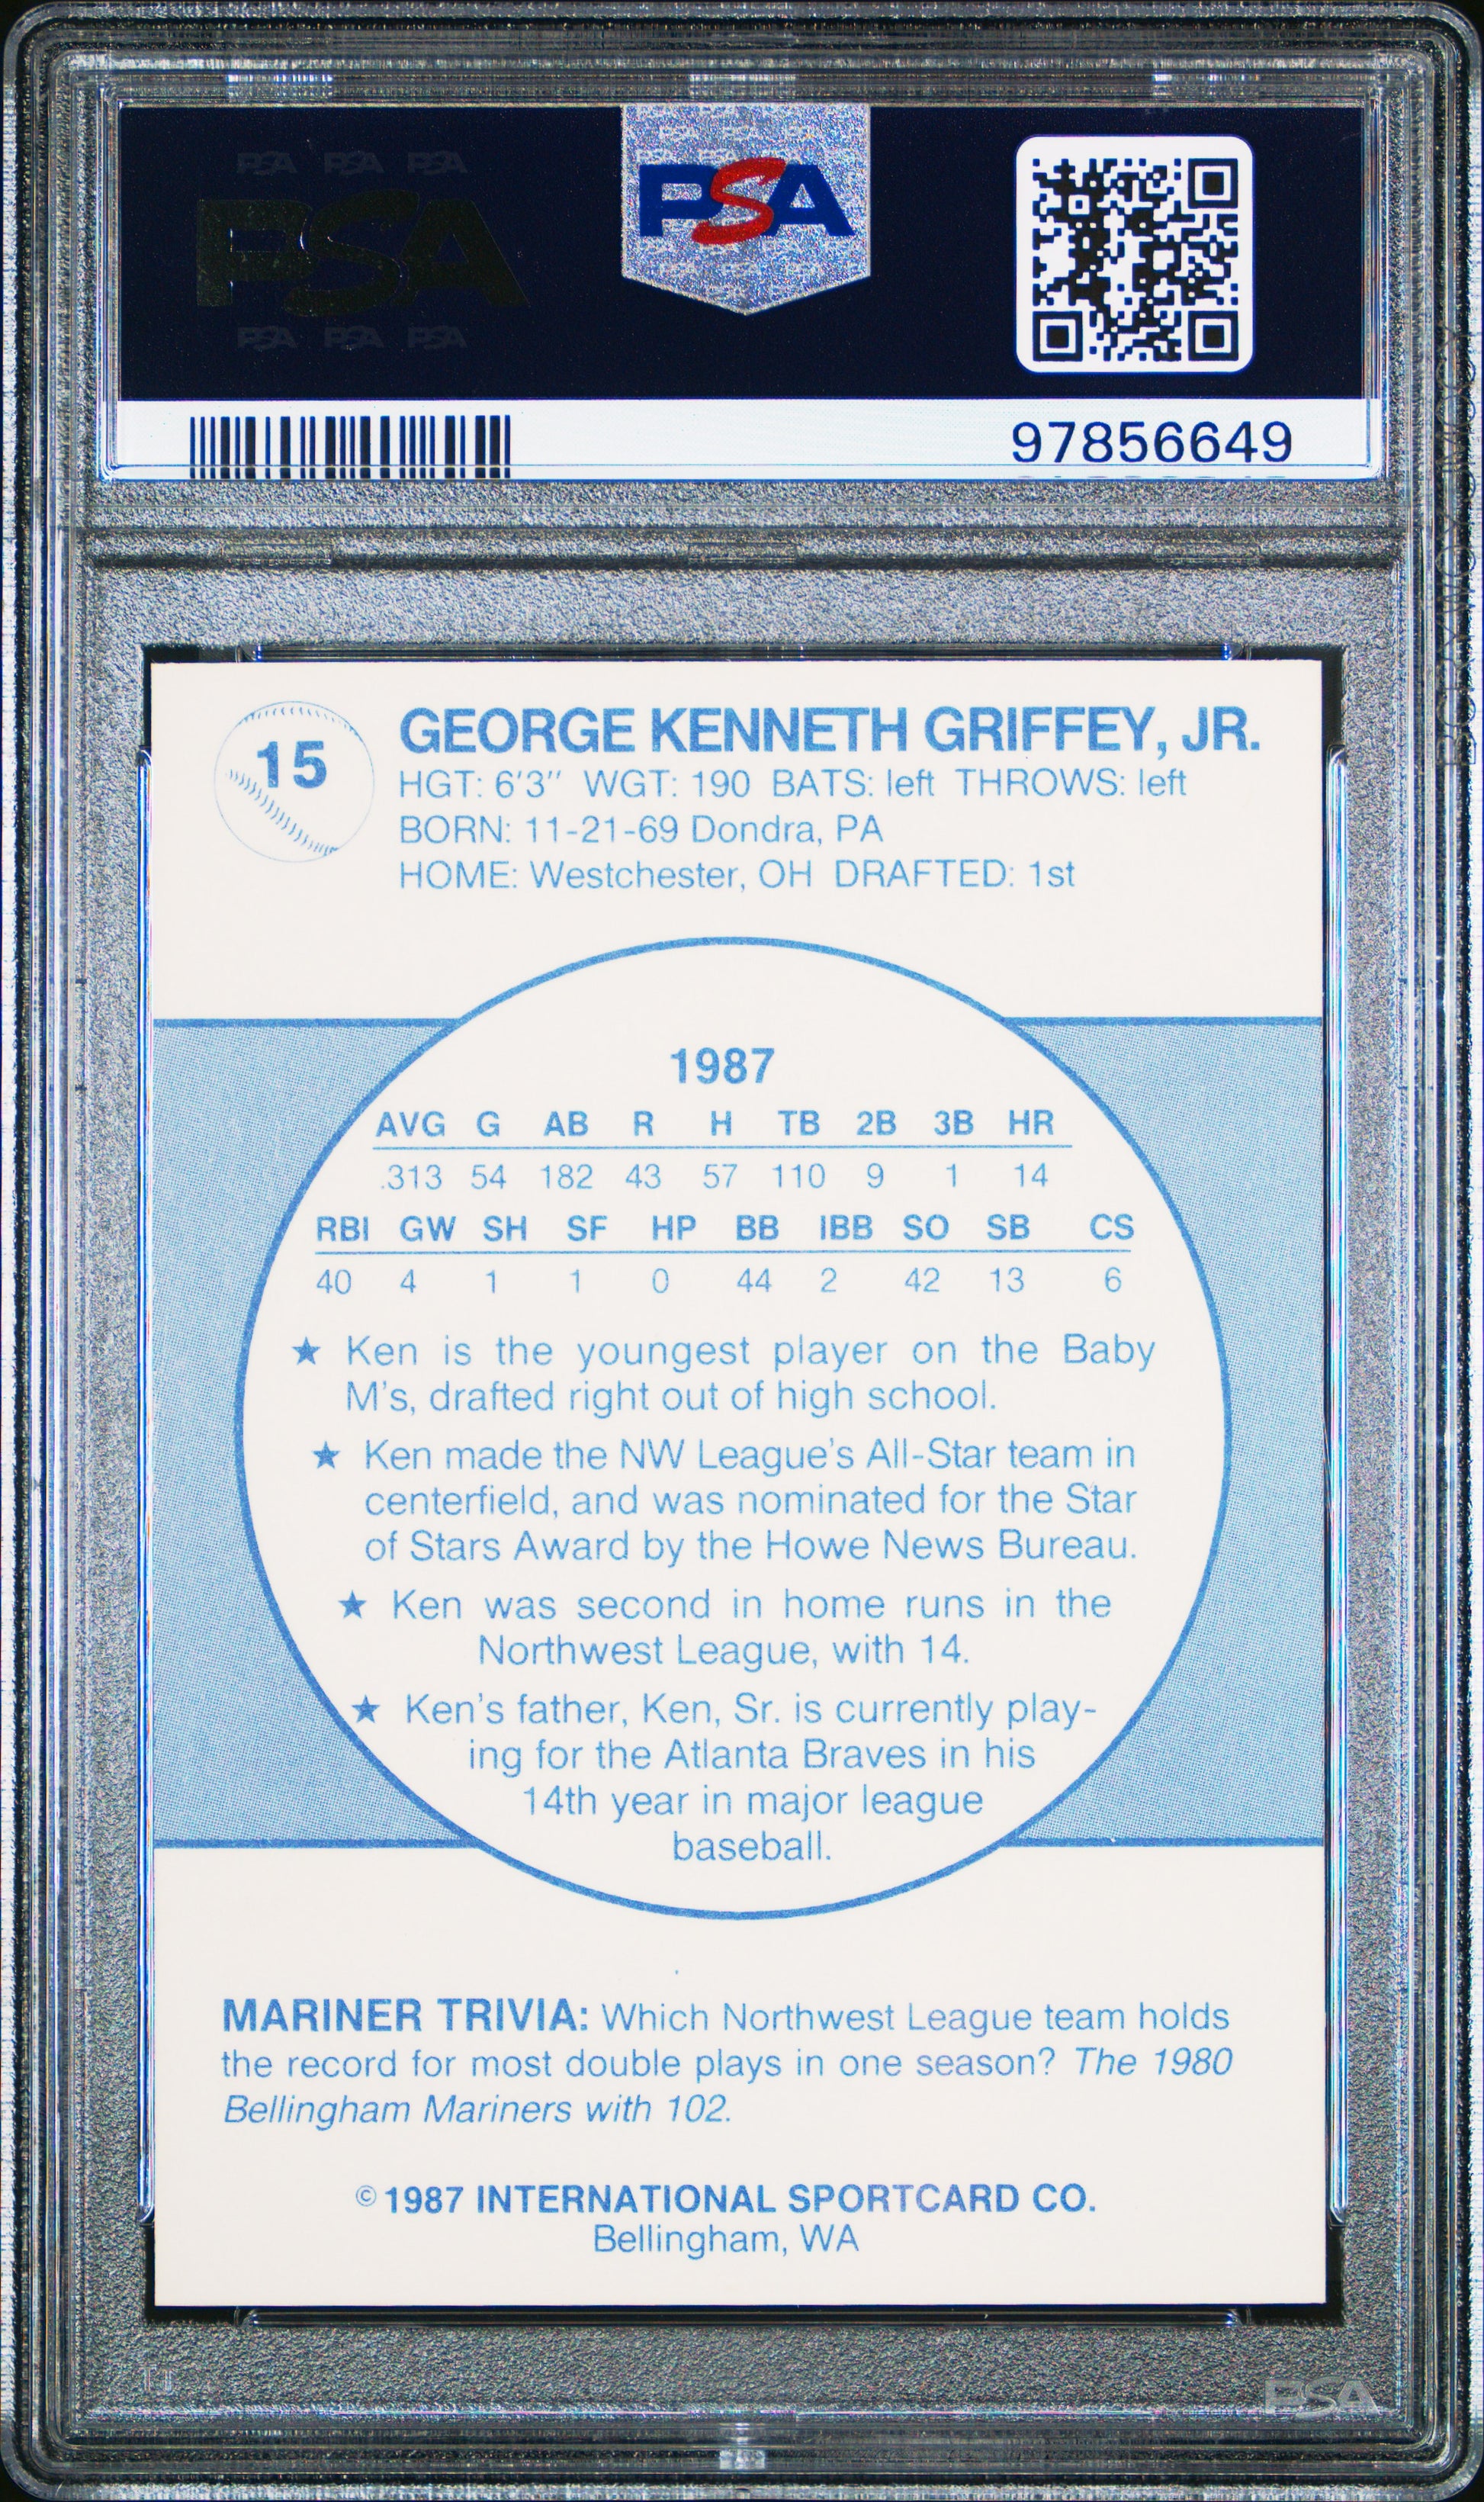 PSA PSA PSA
PSA
PSA PSA PSA
PSA
97856649
15
GEORGE KENNETH GRIFFEY, JR.
HGT: 6'3" WGT: 190 BATS: left THROWS: left
BORN: 11-21-69 Dondra, PA
HOME: Westchester, OH DRAFTED: 1st
1987
AVG G AB R H TB 2B 3B HR
.313 54 182 43 57 110 9 1 14
RBI GW SH SF HP BB IBB SO SB CS
40 4 1 1 0 44 2 42 13 6
★ Ken is the youngest player on the Baby
M's, drafted right out of high school.
★ Ken made the NW League's All-Star team in
centerfield, and was nominated for the Star
of Stars Award by the Howe News Bureau.
★ Ken was second in home runs in the
Northwest League, with 14.
★ Ken's father, Ken, Sr. is currently play-
ing for the Atlanta Braves in his
14th year in major league
baseball.
MARINER TRIVIA: Which Northwest League team holds
the record for most double plays in one season? The 1980
Bellingham Mariners with 102.
© 1987 INTERNATIONAL SPORTCARD CO.
Bellingham, WA
PSA